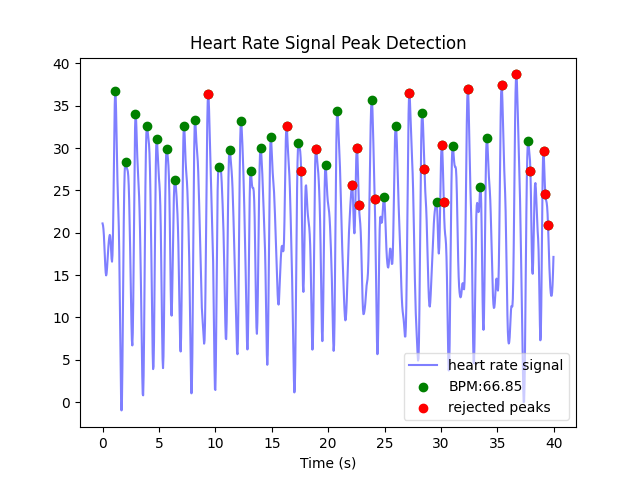 Heart Rate Signal Peak Detection
40
35
30
25
20
15
10
5
0
heart rate signal
BPM:66.85
rejected peaks
0 5 10 15 20 25 30 35 40
Time (s)